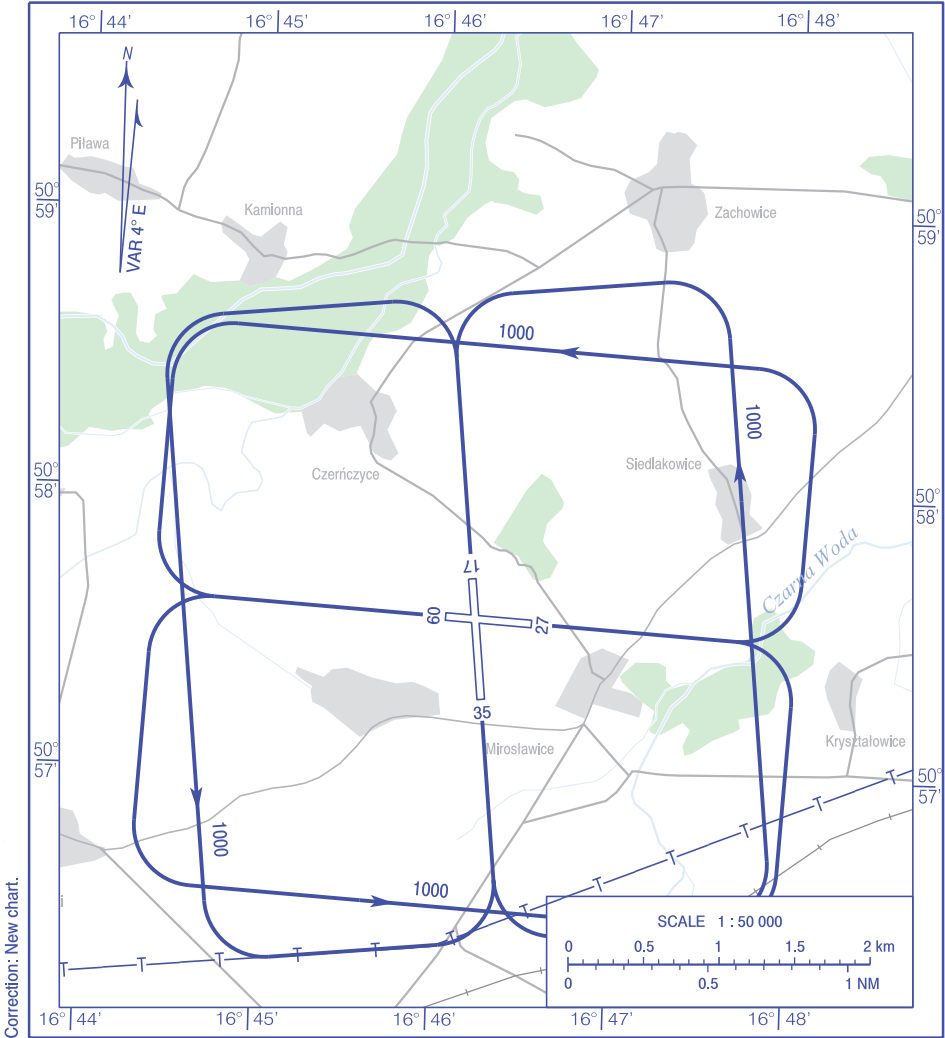 16° 44'
16° 45'
16° 46'
16° 47'
16° 48'
N
VAR 4° E
Piława
50°
59'
Kamionna
Zachowice
50°
59'
1000
1000
Siedlakowice
Czerńczyce
50°
58'
50°
58'
Czarna Woda
17
09
27
35
Mirosławice
Kryształowice
50°
57'
50°
57'
T
T
T
T
T
1000
1000
i
T
T
T
T
T
T
T
Correction: New chart.
SCALE 1 : 50 000
0
0.5
1
1.5
2 km
0
0.5
1 NM
16° 44'
16° 45'
16° 46'
16° 47'
16° 48'